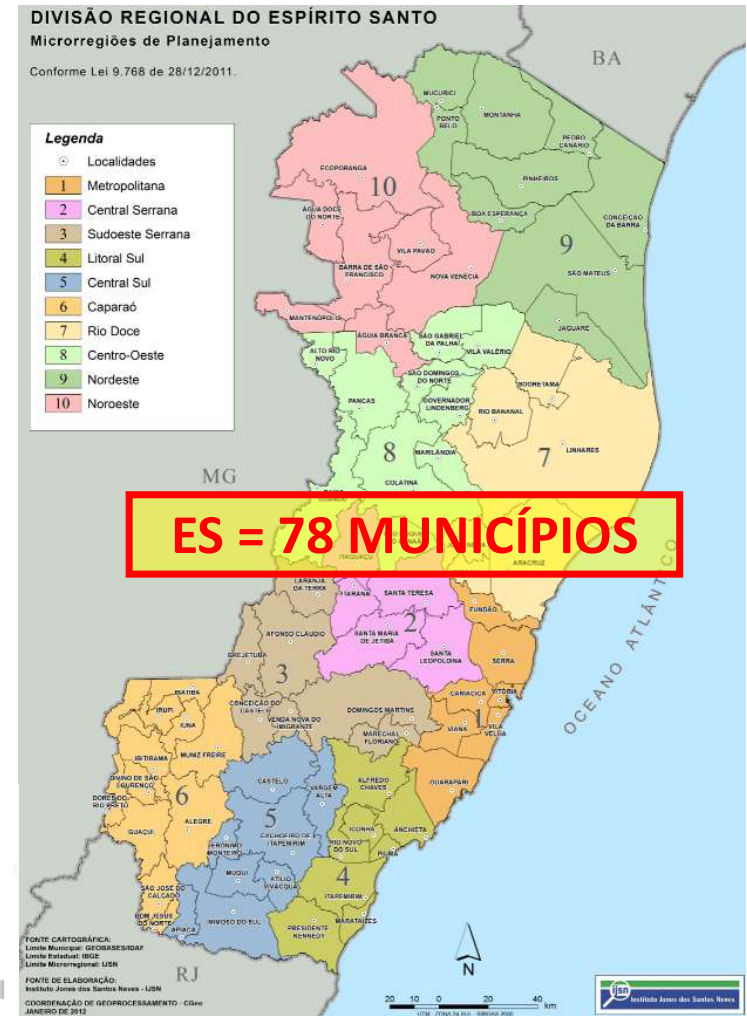 DIVISÃO REGIONAL DO ESPÍRITO SANTO
Microrregiões de Planejamento
Conforme Lei 9.768 de 28/12/2011.
BA
Legenda
Localidades
1 Metropolitana
2 Central Serrana
3 Sudoeste Serrana
4 Litoral Sul
5 Central Sul
6 Caparaó
7 Rio Doce
8 Centro-Oeste
9 Nordeste
10 Noroeste
MUCURICI
PONTO
BELO
MONTANHA
PEDRO
CANÁRIO
ECOPORANGA
10
PINHEIROS
ÁGUA DOCE
DO NORTE
BOA ESPERANÇA
CONCEIÇÃO
DA BARRA
VILA PAVÃO
9
BARRA DE SÃO
FRANCISCO
NOVA VENÉCIA
SÃO MATEUS
MANTENÓPOLIS
JAGUARÉ
ÁGUIA BRANCA
SÃO GABRIEL
DA PALHA
VILA VALÉRIO
ALTO RIO
NOVO
SÃO DOMINGOS
DO NORTE
SOORETAMA
PANCAS
GOVERNADOR
LINDENBERG
RIO BANANAL
8
MARILÂNDIA
7
LINHARES
MG
COLATINA
ES = 78 MUNICÍPIOS
ITAGUAÇU
ARACRUZ
LARANJA
DA TERRA
ITARANA
SANTA TERESA
FUNDÃO
AFONSO CLÁUDIO
SANTA MARIA
DE JETIBÁ
2
BREJETUBA
SANTA
LEOPOLDINA
SERRA
3
OCEANO ATLÂNTICO
IBATIBA
CARIACICA
VITÓRIA
IRUPI
CONCEIÇÃO DO
CASTELO
DOMINGOS MARTINS
1
IÚNA
VENDA NOVA DO
IMIGRANTE
VIANA
VILA
VELHA
MARECHAL
FLORIANO
IBITIRAMA
MUNIZ FREIRE
DIVINO DE SÃO
LOURENÇO
CASTELO
VARGEM
ALTA
ALFREDO
CHAVES
GUARAPARI
DORES DO
RIO PRETO
6
5
ALEGRE
GUAÇUÍ
CACHOEIRO DE
ITAPEMIRIM
ICONHA
ANCHIETA
JERÔNIMO
MONTEIRO
RIO NOVO
DO SUL
PIÚMA
MUQUI
ATÍLIO
VIVÁCQUA
4
SÃO JOSÉ DO
CALÇADO
ITAPEMIRIM
BOM JESUS
DO NORTE
MIMOSO DO SUL
MARATAÍZES
APIACÁ
PRESIDENTE
KENNEDY
FONTE CARTOGRÁFICA:
Limite Municipal: GEOBASES/IDAF
Limite Estadual: IBGE
Limite Microrregional: IJSN
RJ
N
FONTE DE ELABORAÇÃO:
Instituto Jones dos Santos Neves - IJSN
COORDENAÇÃO DE GEOPROCESSAMENTO - CGeo
JANEIRO DE 2012
20 10 0 20 40
km
ijsn
Instituto Jones dos Santos Neves